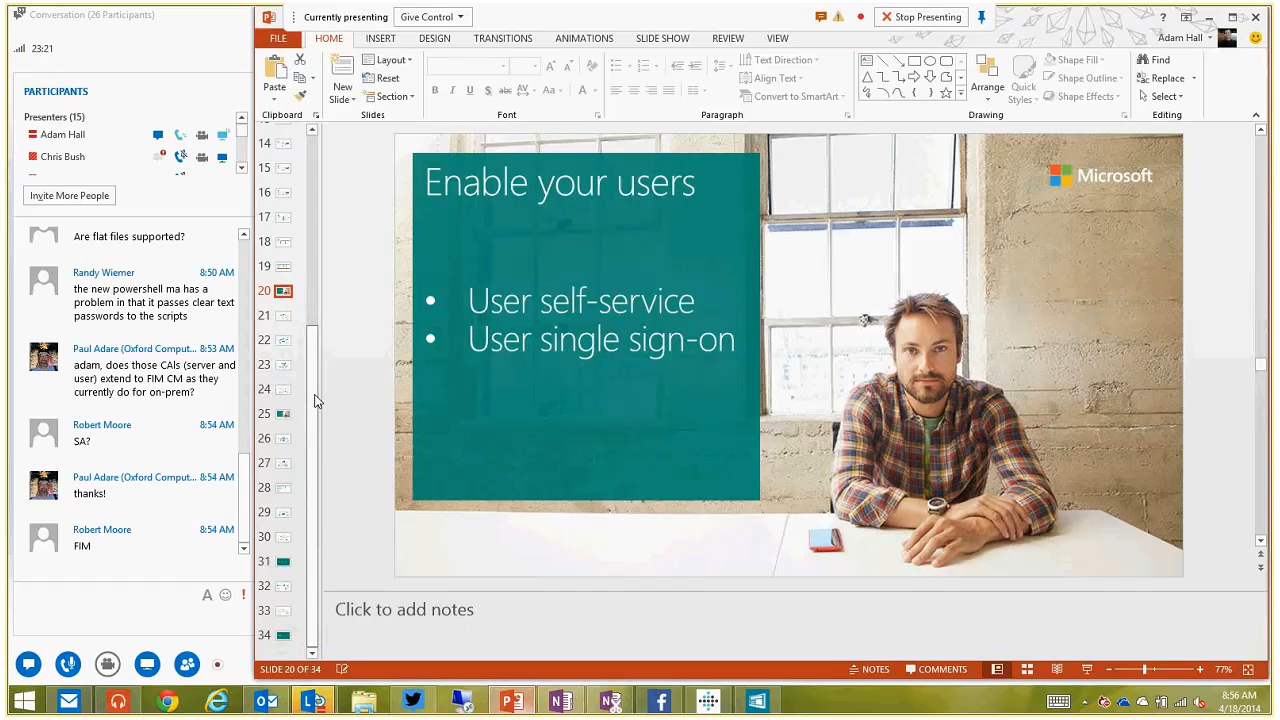 Conversation (26 Participants)
23:21
PARTICIPANTS
Presenters (15)
Adam Hall
Chris Bush
Invite More People
Are flat files supported?
Randy Wiemer 8:50 AM
the new powershell ma has a
problem in that it passes clear text
passwords to the scripts
Paul Adare (Oxford Comput... 8:53 AM
adam, does those CAIs (server and
user) extend to FIM CM as they
currently do for on-prem?
Robert Moore 8:54 AM
SA?
Paul Adare (Oxford Comput... 8:54 AM
thanks!
Robert Moore 8:54 AM
FIM
Currently presenting
Give Control
Stop Presenting
FILE HOME INSERT DESIGN TRANSITIONS ANIMATIONS SLIDE SHOW REVIEW VIEW
Adam Hall
Paste
Clipboard
New
Slide
Layout
Reset
Section
Slides
B I U S abc AV Aa A
Font
Text Direction
Align Text
Convert to SmartArt
Paragraph
Arrange
Quick
Styles
Shape Fill
Shape Outline
Shape Effects
Drawing
Find
Replace
Select
Editing
14
15
16
17
18
19
20
21
22
23
24
25
26
27
28
29
30
31
32
33
34
Enable your users
• User self-service
• User single sign-on
Microsoft
Click to add notes
SLIDE 20 OF 34
NOTES
COMMENTS
77%
8:56 AM
4/18/2014